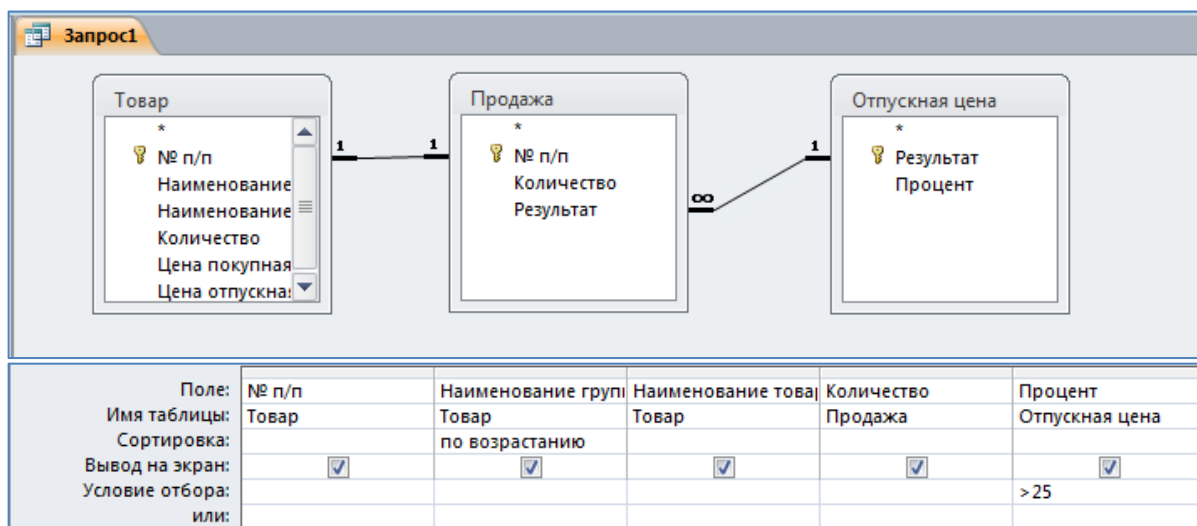 Запрос1
Товар
*
№ п/п
Наименование
Наименование
Количество
Цена покупная
Цена отпускная
1
1
Продажа
*
№ п/п
Количество
Результат
∞
1
Отпускная цена
*
Результат
Процент
Поле: № п/п Наименование групп Наименование това Количество Процент
Имя таблицы: Товар Товар Товар Продажа Отпускная цена
Сортировка: по возрастанию
Вывод на экран:
Условие отбора: >25
или: